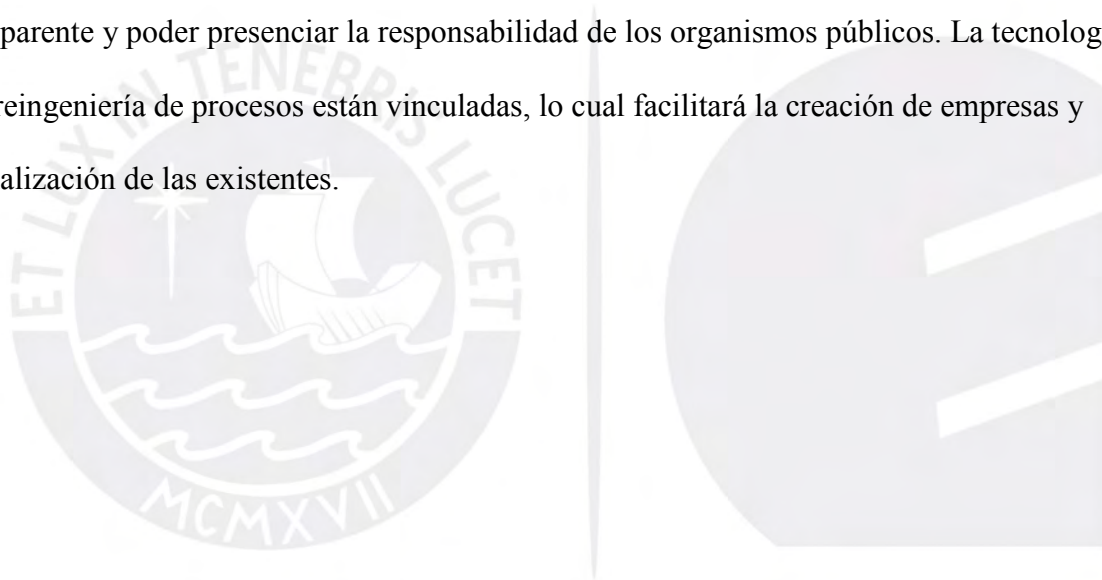 parente y poder presenciar la responsabilidad de los organismos públicos. La tecnolog
reingeniería de procesos están vinculadas, lo cual facilitará la creación de empresas y
alización de las existentes.
ET LUX IN TENEBRIS LUCET
MCMXVII